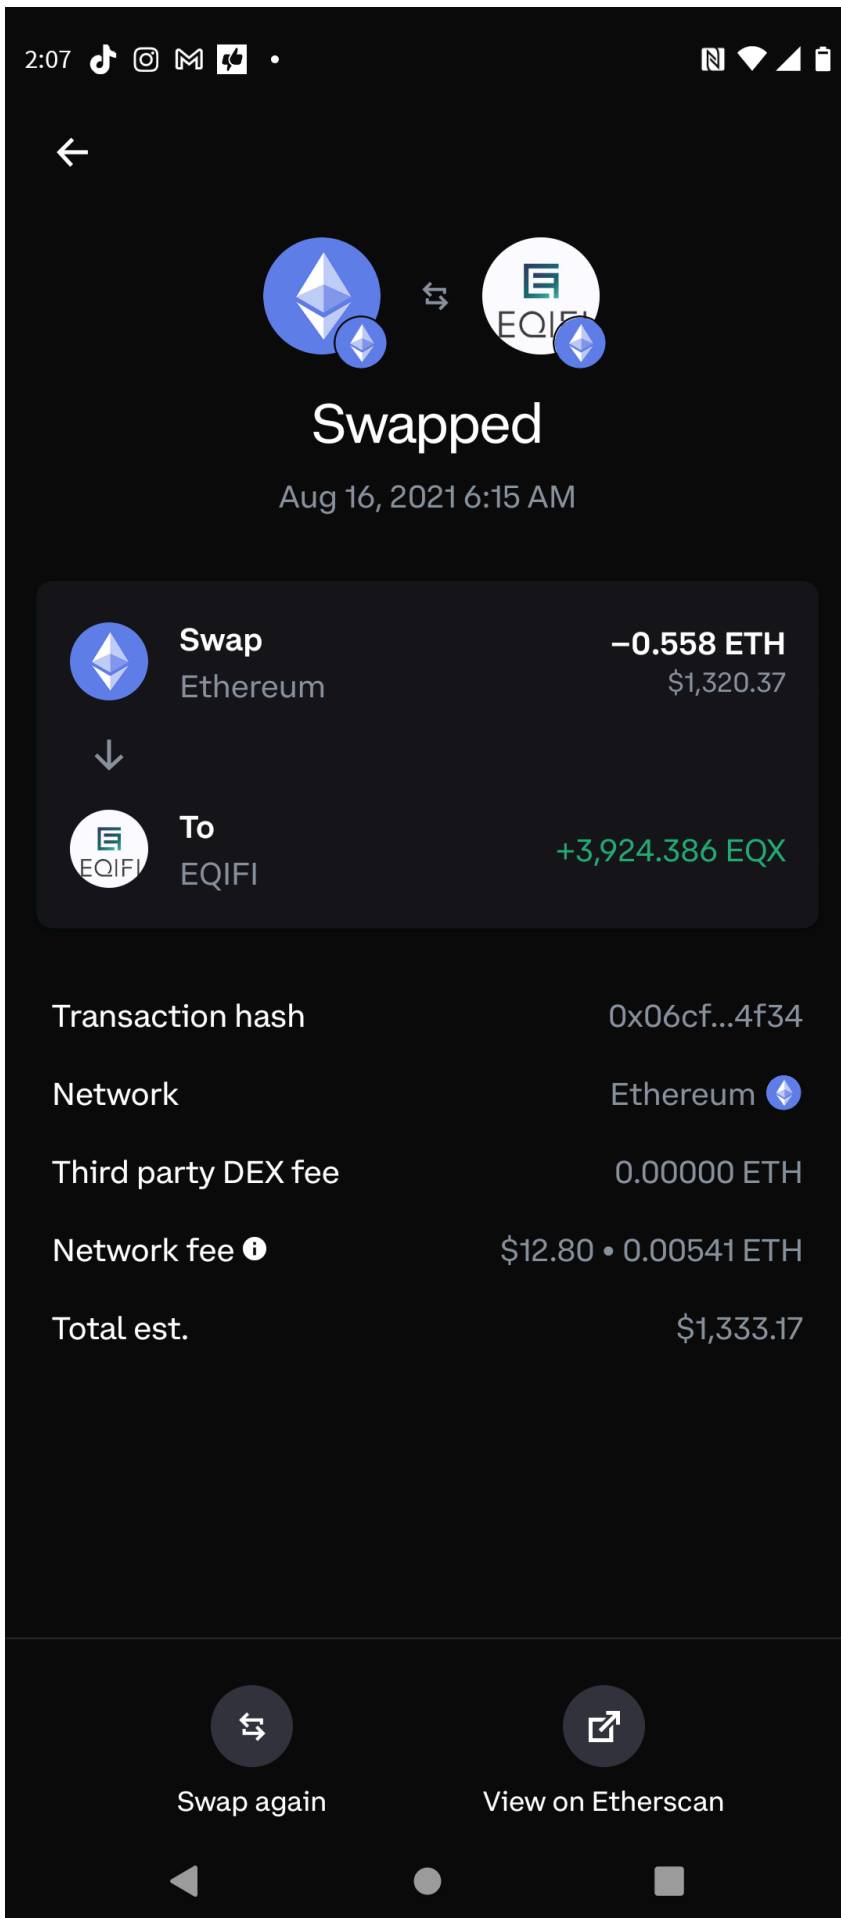 2:07
EQIFI
Swapped
Aug 16, 2021 6:15 AM
Swap
–0.558 ETH
Ethereum
$1,320.37
EQIFI
To
+3,924.386 EQX
EQIFI
Transaction hash
0x06cf...4f34
Network
Ethereum
Third party DEX fee
0.00000 ETH
Network fee
$12.80 • 0.00541 ETH
Total est.
$1,333.17
Swap again
View on Etherscan